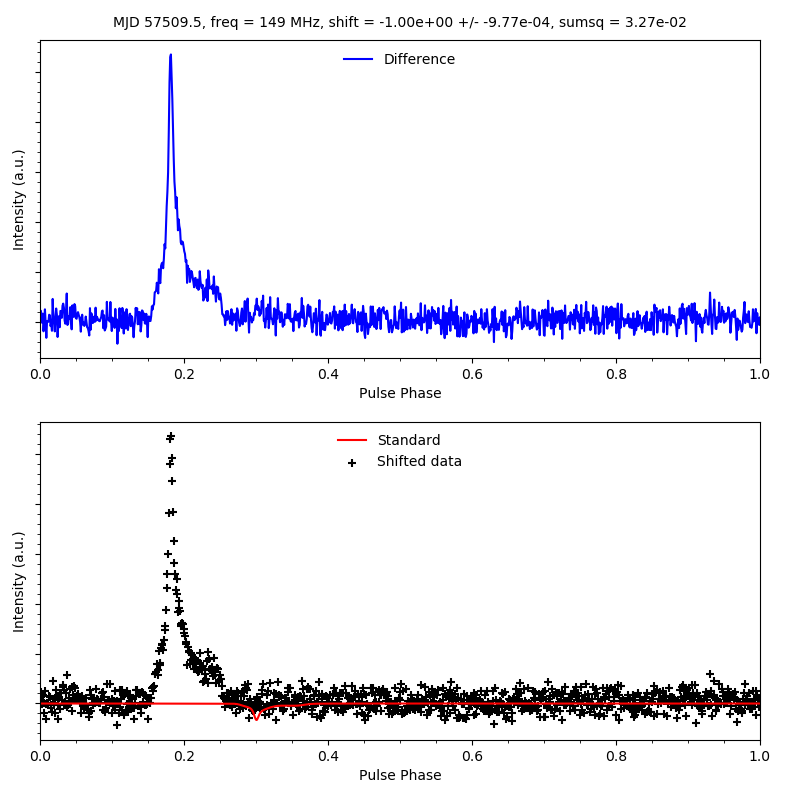 MJD 57509.5, freq = 149 MHz, shift = -1.00e+00 +/- -9.77e-04, sumsq = 3.27e-02
Difference
Intensity (a.u.)
0.0 0.2 0.4 0.6 0.8 1.0
Pulse Phase
Standard
Shifted data
Intensity (a.u.)
0.0 0.2 0.4 0.6 0.8 1.0
Pulse Phase